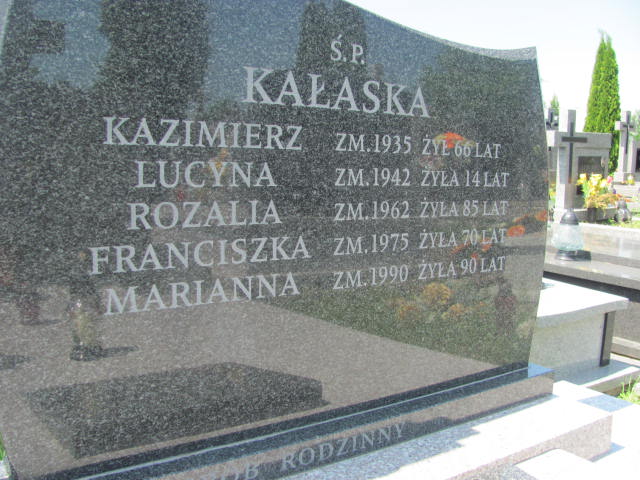 Ś.P.
KAŁASKA
KAZIMIERZ ZM.1935 ŻYŁ 66 LAT
LUCYNA ZM.1942 ŻYŁA 14 LAT
ROZALIA ZM.1962 ŻYŁA 85 LAT
FRANCISZKA ZM.1975 ŻYŁA 70 LAT
MARIANNA ZM.1990 ŻYŁA 90 LAT
RODZINNY